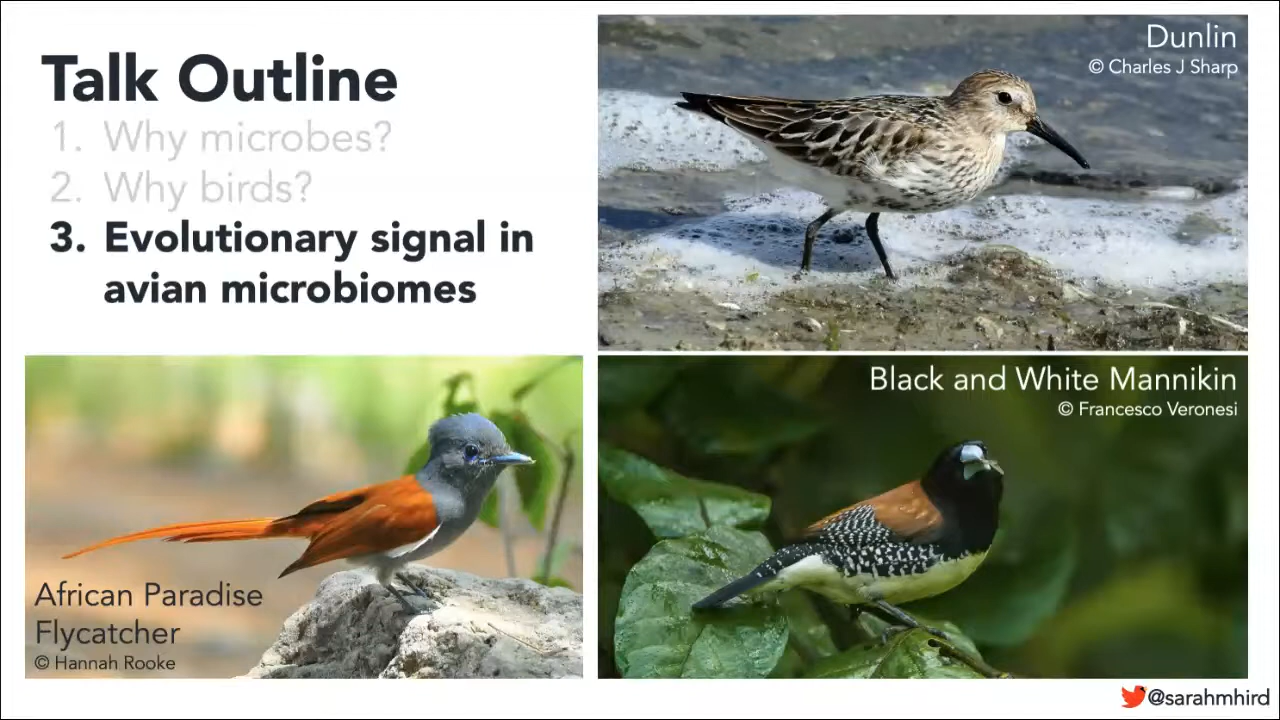 Talk Outline
1. Why microbes?
2. Why birds?
3. Evolutionary signal in
avian microbiomes
Dunlin
© Charles J Sharp
African Paradise
Flycatcher
© Hannah Rooke
Black and White Mannikin
© Francesco Veronesi
@sarahmhird